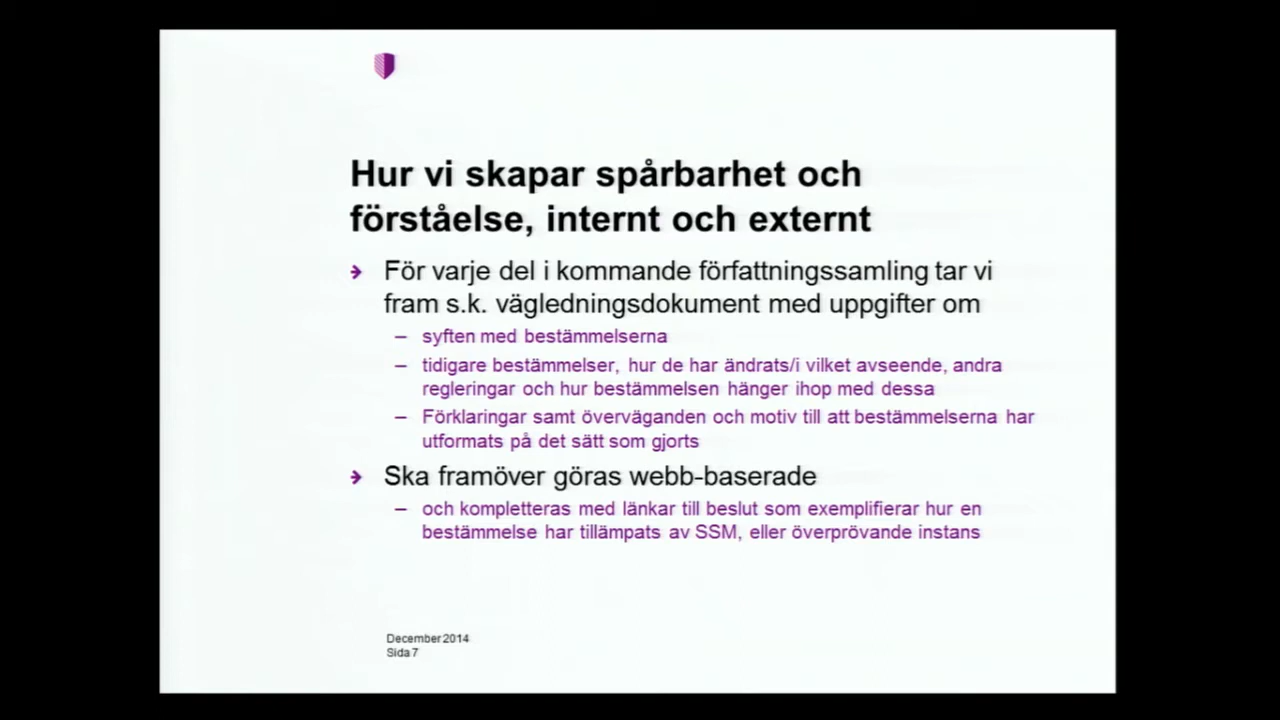 Hur vi skapar spårbarhet och
förståelse, internt och externt
För varje del i kommande författningssamling tar vi
fram s.k. vägledningsdokument med uppgifter om
– syften med bestämmelserna
– tidigare bestämmelser, hur de har ändrats/i vilket avseende, andra
regleringar och hur bestämmelsen hänger ihop med dessa
– Förklaringar samt överväganden och motiv till att bestämmelserna har
utformats på det sätt som gjorts
Ska framöver göras webb-baserade
– och kompletteras med länkar till beslut som exemplifierar hur en
bestämmelse har tillämpats av SSM, eller överprövande instans
December 2014
Sida 7